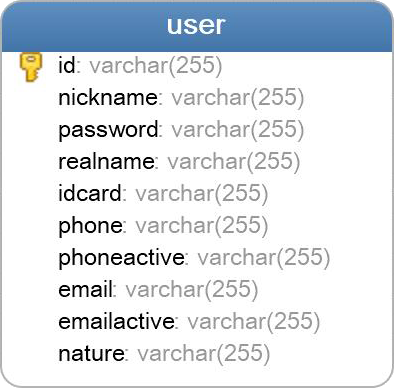 user
id: varchar(255)
nickname: varchar(255)
password: varchar(255)
realname: varchar(255)
idcard: varchar(255)
phone: varchar(255)
phoneactive: varchar(255)
email: varchar(255)
emailactive: varchar(255)
nature: varchar(255)